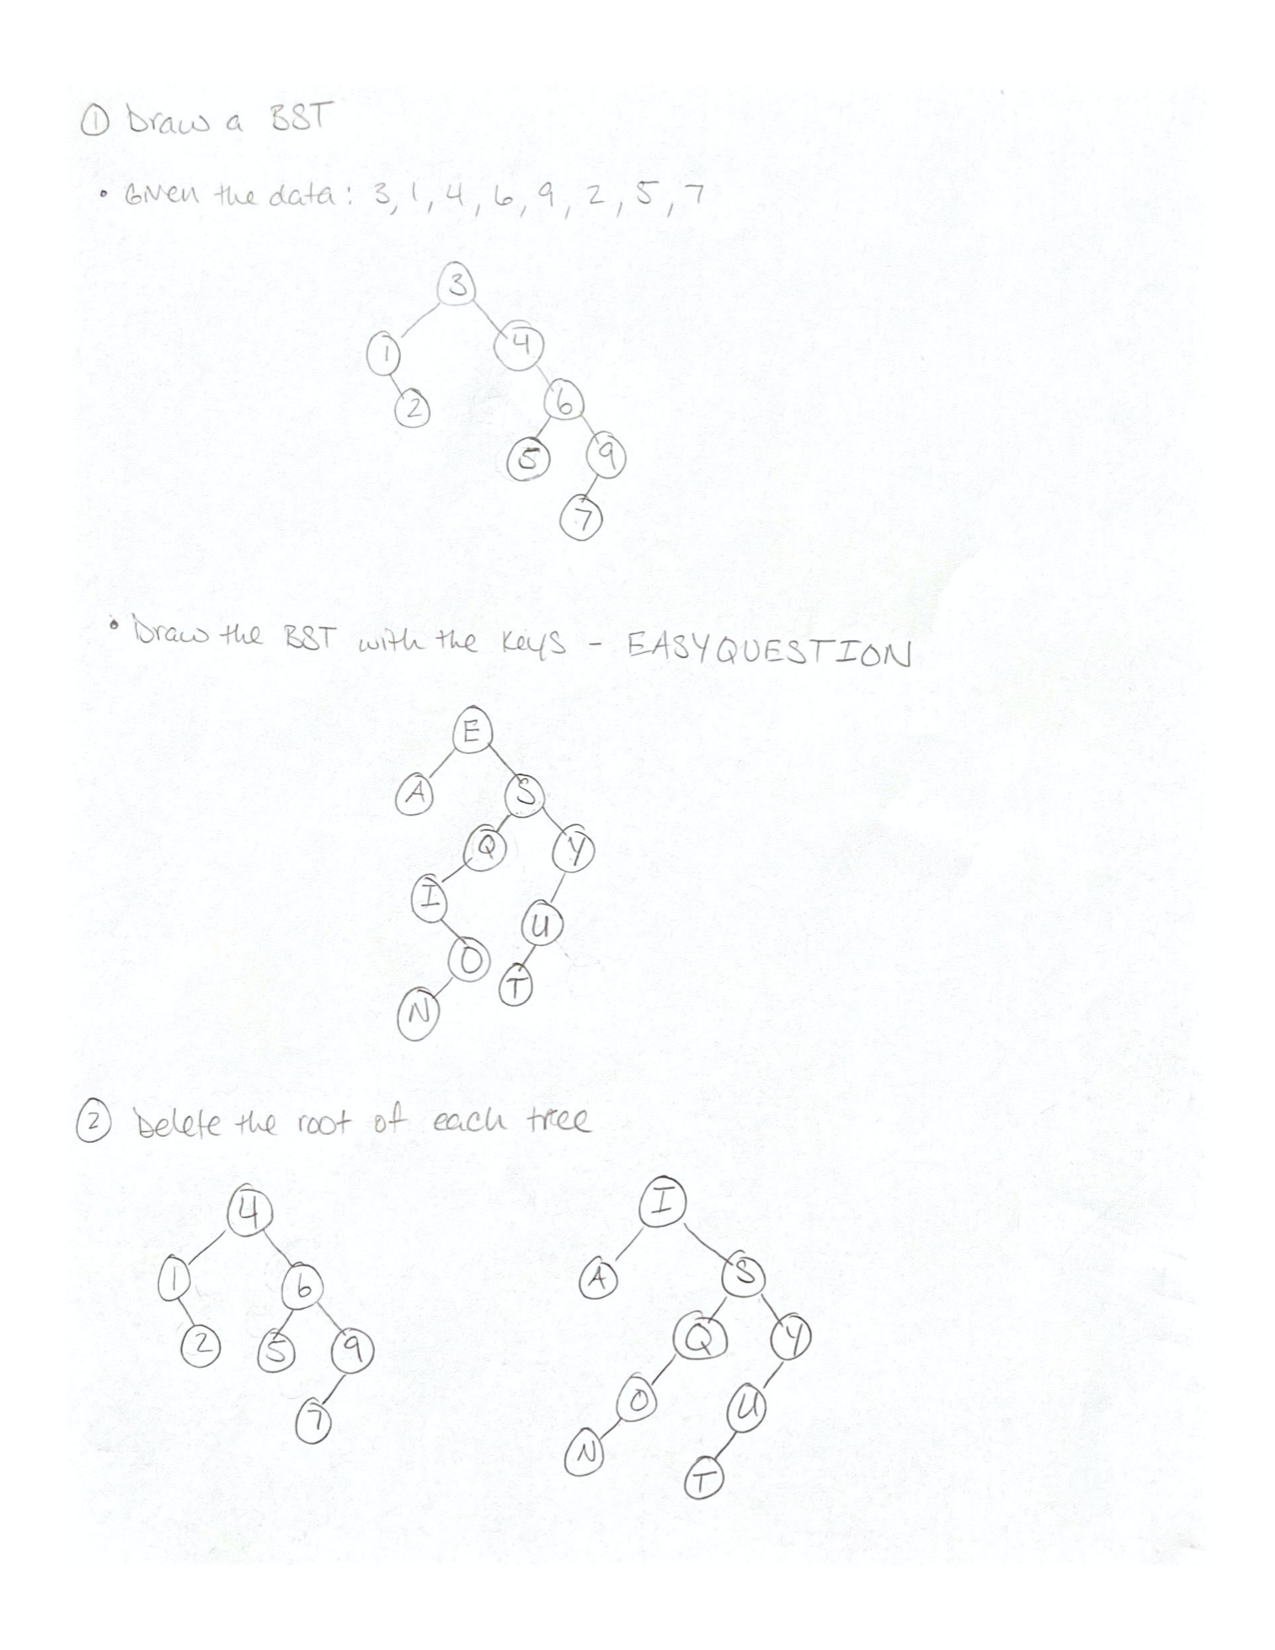 ① Draw a BST
• Given the data: 3, 1, 4, 6, 9, 2, 5, 7
3
1 4
2 6
5 9
7
• Draw the BST with the keys - EASYQUESTION
E
A S
Q Y
I U
O T
N
② Delete the root of each tree
4 I
1 6 A S
2 5 9 Q Y
7 O U
N T